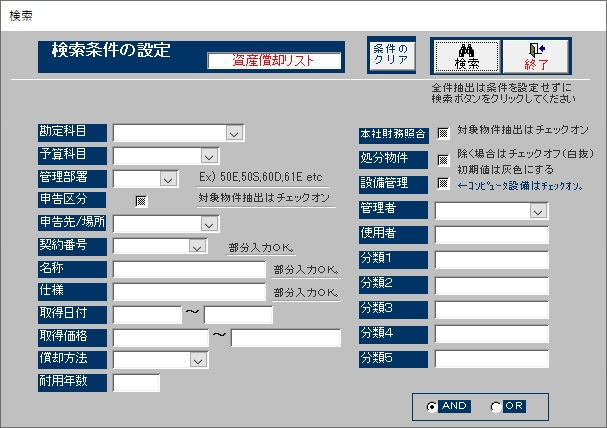 検索
検索条件の設定
資産償却リスト
条件の
クリア
検索
終了
全件抽出は条件を設定せずに
検索ボタンをクリックしてください
勘定科目
予算科目
管理部署 Ex) 50E,50S,60D,61E etc
申告区分 対象物件抽出はチェックオン
申告先/場所
契約番号 部分入力OK。
名称 部分入力OK。
仕様 部分入力OK。
取得日付 ～
取得価格 ～
償却方法
耐用年数
本社財務照合 対象物件抽出はチェックオン
処分物件 除く場合はチェックオフ(白抜)
初期値は灰色にする
設備管理 ←コンピュータ設備はチェックオン。
管理者
使用者
分類1
分類2
分類3
分類4
分類5
AND OR